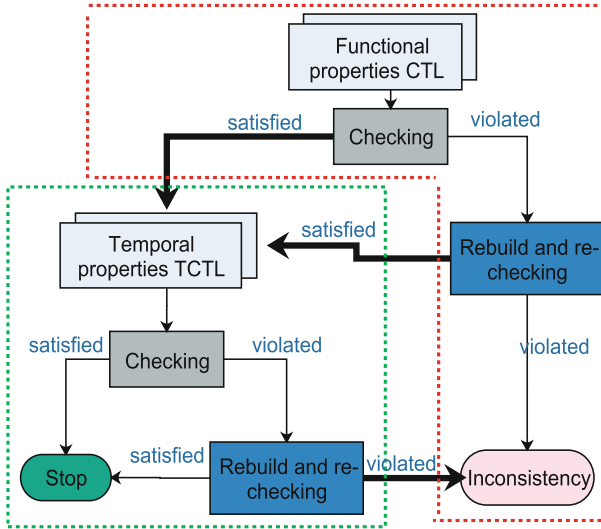 Functional
properties CTL
satisfied
Checking
violated
satisfied
Temporal
properties TCTL
Rebuild and re-
checking
satisfied
Checking
violated
violated
Stop
satisfied
Rebuild and re-
checking
violated
Inconsistency